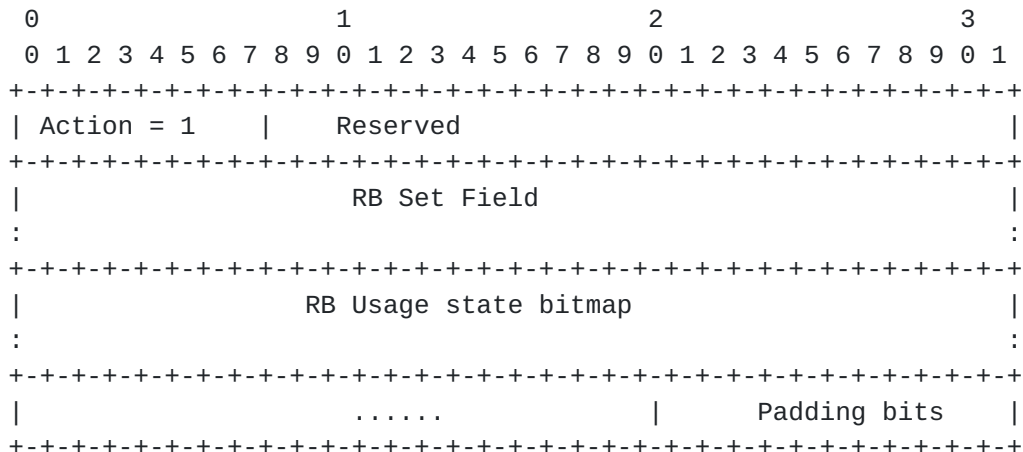 0                   1                   2                   3
 0 1 2 3 4 5 6 7 8 9 0 1 2 3 4 5 6 7 8 9 0 1 2 3 4 5 6 7 8 9 0 1
+-+-+-+-+-+-+-+-+-+-+-+-+-+-+-+-+-+-+-+-+-+-+-+-+-+-+-+-+-+-+-+-+
| Action = 1    |    Reserved                                   |
+-+-+-+-+-+-+-+-+-+-+-+-+-+-+-+-+-+-+-+-+-+-+-+-+-+-+-+-+-+-+-+-+
|                     RB Set Field                              |
:                                                               :
+-+-+-+-+-+-+-+-+-+-+-+-+-+-+-+-+-+-+-+-+-+-+-+-+-+-+-+-+-+-+-+-+
|                  RB Usage state bitmap                        |
:                                                               :
+-+-+-+-+-+-+-+-+-+-+-+-+-+-+-+-+-+-+-+-+-+-+-+-+-+-+-+-+-+-+-+-+
|                     ......             |      Padding bits    |
+-+-+-+-+-+-+-+-+-+-+-+-+-+-+-+-+-+-+-+-+-+-+-+-+-+-+-+-+-+-+-+-+